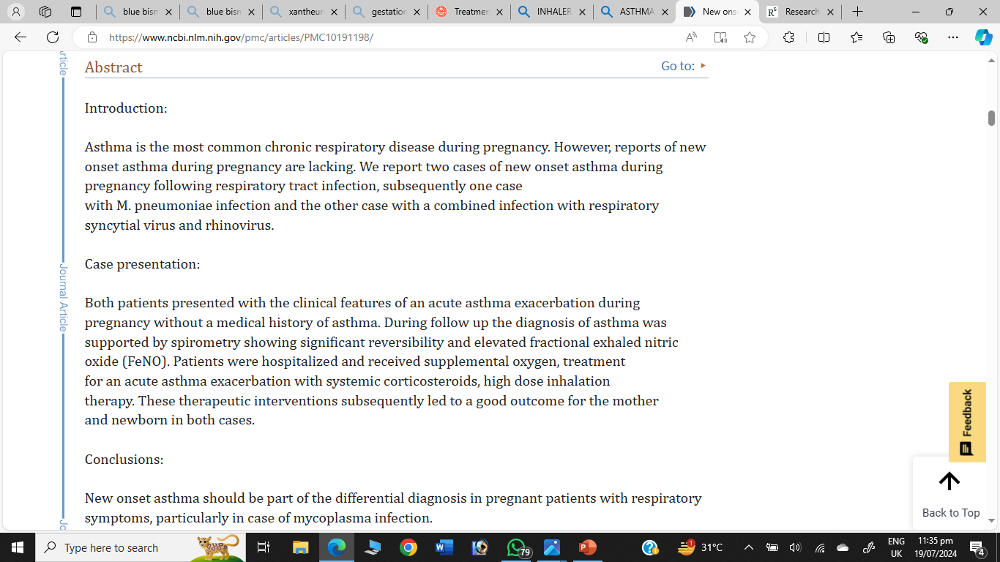 blue bism
blue bism
xantheum
gestation
Treatmen
INHALER
ASTHMA
New ons
Research
https://www.ncbi.nlm.nih.gov/pmc/articles/PMC10191198/
Abstract
Go to:
Introduction:
Asthma is the most common chronic respiratory disease during pregnancy. However, reports of new
onset asthma during pregnancy are lacking. We report two cases of new onset asthma during
pregnancy following respiratory tract infection, subsequently one case
with M. pneumoniae infection and the other case with a combined infection with respiratory
syncytial virus and rhinovirus.
Case presentation:
Both patients presented with the clinical features of an acute asthma exacerbation during
pregnancy without a medical history of asthma. During follow up the diagnosis of asthma was
supported by spirometry showing significant reversibility and elevated fractional exhaled nitric
oxide (FeNO). Patients were hospitalized and received supplemental oxygen, treatment
for an acute asthma exacerbation with systemic corticosteroids, high dose inhalation
therapy. These therapeutic interventions subsequently led to a good outcome for the mother
and newborn in both cases.
Conclusions:
New onset asthma should be part of the differential diagnosis in pregnant patients with respiratory
symptoms, particularly in case of mycoplasma infection.
Journal Article
Feedback
Back to Top
Type here to search
79
31°C
ENG
UK
11:35 pm
19/07/2024
4